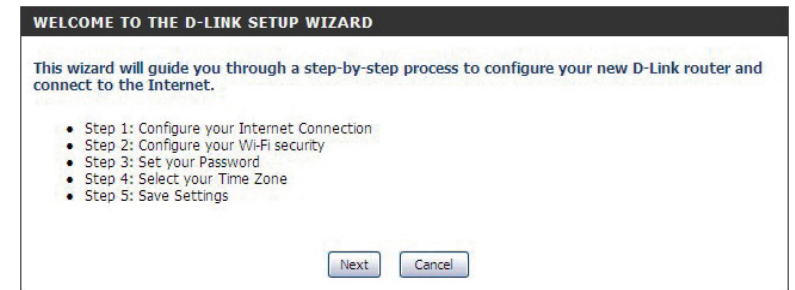 WELCOME TO THE D-LINK SETUP WIZARD
This wizard will guide you through a step-by-step process to configure your new D-Link router and
connect to the Internet.
• Step 1: Configure your Internet Connection
• Step 2: Configure your Wi-Fi security
• Step 3: Set your Password
• Step 4: Select your Time Zone
• Step 5: Save Settings
Next Cancel